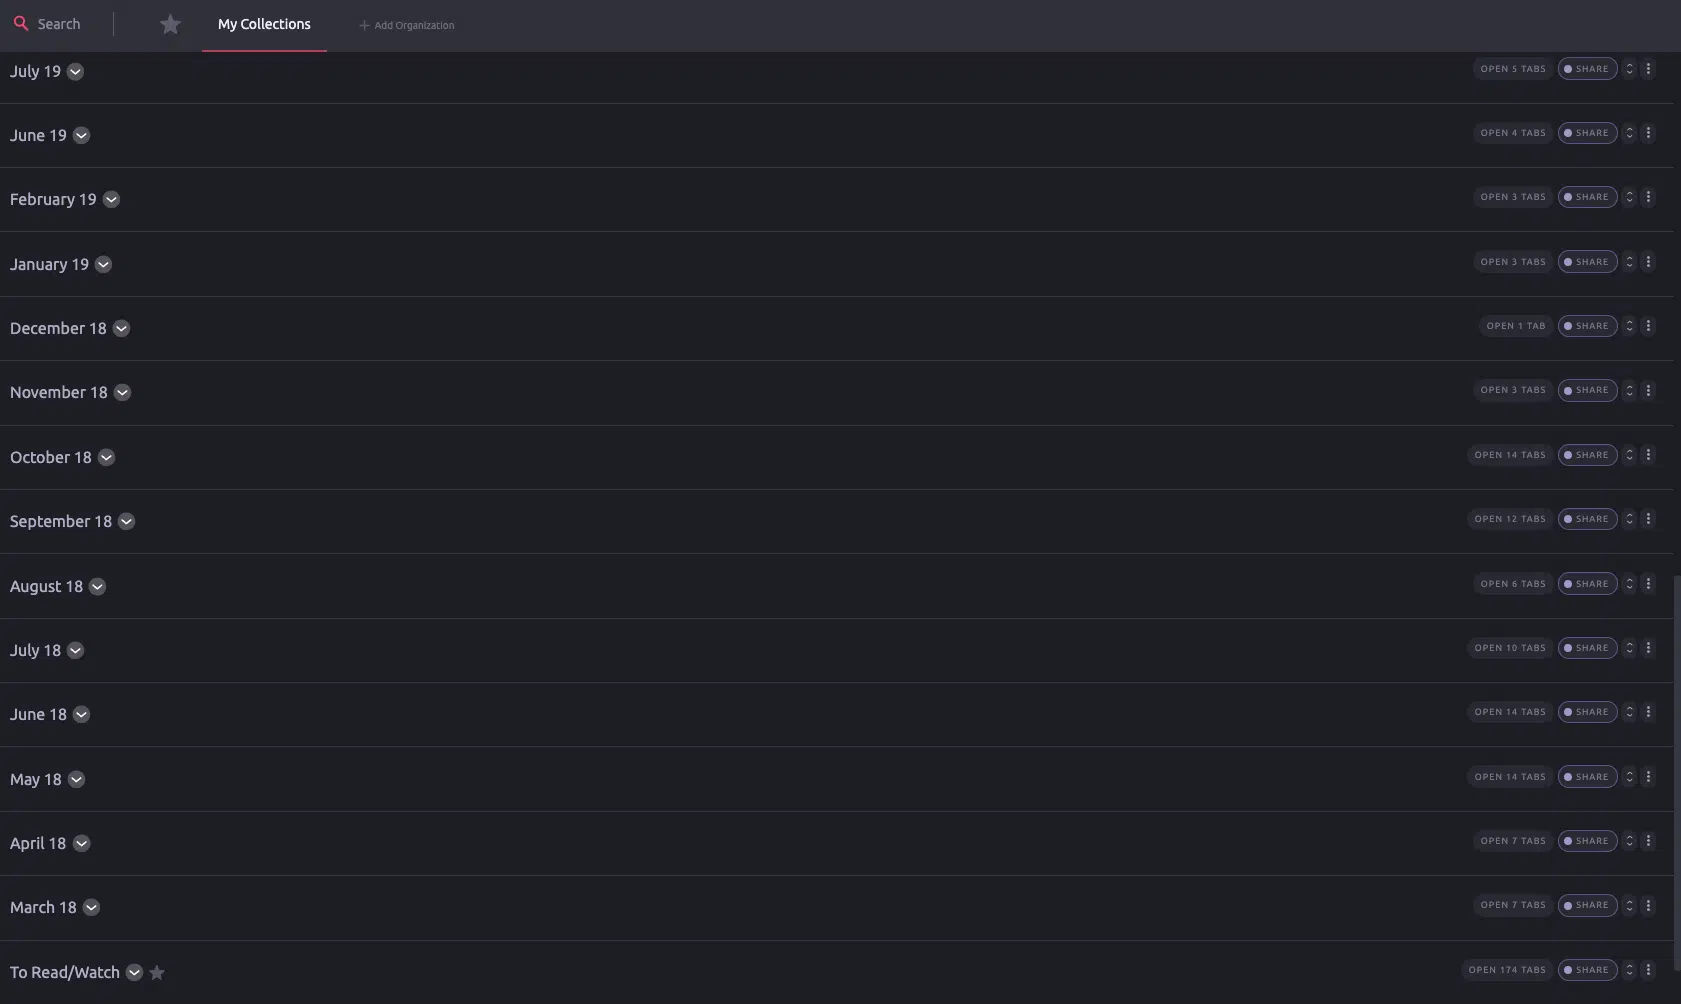 Search
My Collections
+ Add Organization
July 19 OPEN 5 TABS SHARE
June 19 OPEN 4 TABS SHARE
February 19 OPEN 3 TABS SHARE
January 19 OPEN 3 TABS SHARE
December 18 OPEN 1 TAB SHARE
November 18 OPEN 3 TABS SHARE
October 18 OPEN 14 TABS SHARE
September 18 OPEN 12 TABS SHARE
August 18 OPEN 6 TABS SHARE
July 18 OPEN 10 TABS SHARE
June 18 OPEN 14 TABS SHARE
May 18 OPEN 14 TABS SHARE
April 18 OPEN 7 TABS SHARE
March 18 OPEN 7 TABS SHARE
To Read/Watch OPEN 174 TABS SHARE